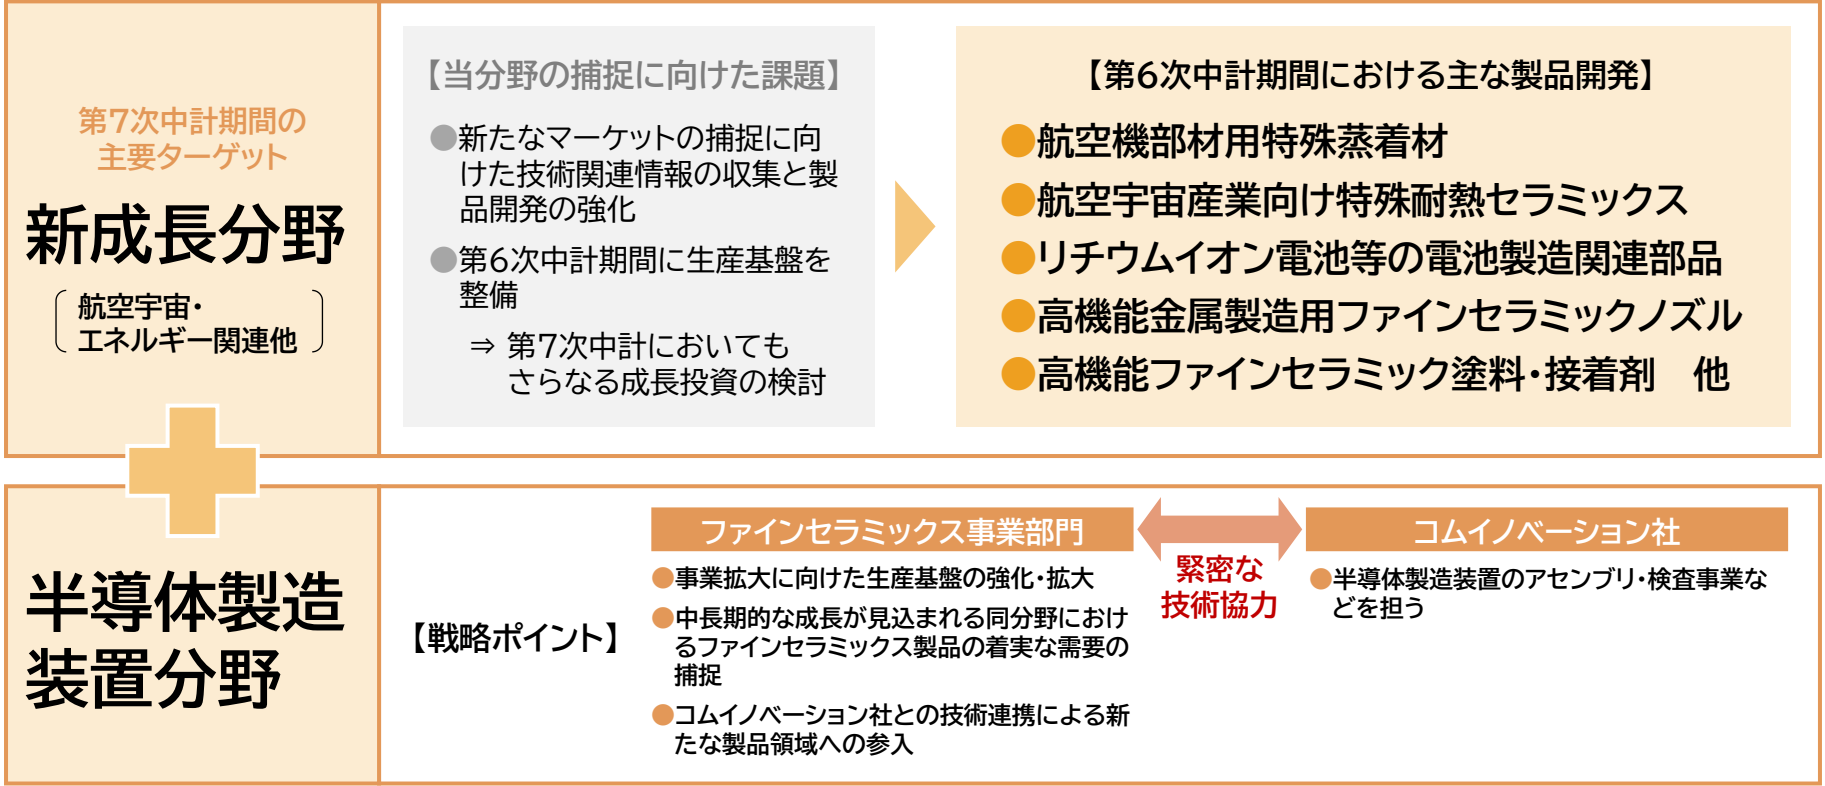 第7次中計期間の
主要ターゲット
新成長分野
航空宇宙・
エネルギー関連他
【当分野の捕捉に向けた課題】
●新たなマーケットの捕捉に向
けた技術関連情報の収集と製
品開発の強化
●第6次中計期間に生産基盤を
整備
⇒ 第7次中計においても
さらなる成長投資の検討
【第6次中計期間における主な製品開発】
●航空機部材用特殊蒸着材
●航空宇宙産業向け特殊耐熱セラミックス
●リチウムイオン電池等の電池製造関連部品
●高機能金属製造用ファインセラミックノズル
●高機能ファインセラミック塗料・接着剤　他
半導体製造
装置分野
【戦略ポイント】
ファインセラミックス事業部門
●事業拡大に向けた生産基盤の強化・拡大
●中長期的な成長が見込まれる同分野におけ
るファインセラミックス製品の着実な需要の
捕捉
●コムイノベーション社との技術連携による新
たな製品領域への参入
緊密な
技術協力
コムイノベーション社
●半導体製造装置のアセンブリ・検査事業な
どを担う